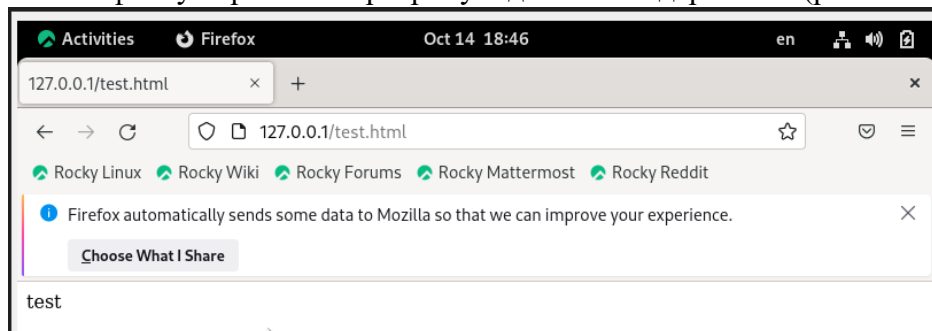 Activities Firefox Oct 14 18:46 en
127.0.0.1/test.html × + ×
127.0.0.1/test.html
Rocky Linux Rocky Wiki Rocky Forums Rocky Mattermost Rocky Reddit
Firefox automatically sends some data to Mozilla so that we can improve your experience.
Choose What I Share
test